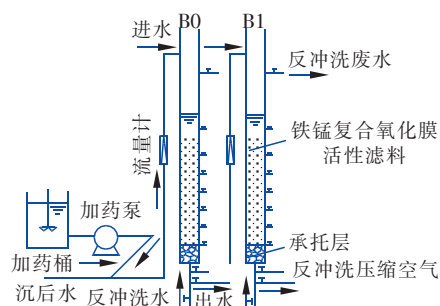 B0
B1
进水
反冲洗废水
流量计
铁锰复合氧化膜
活性滤料
加药泵
承托层
加药桶
反冲洗压缩空气
沉后水
反冲洗水
出水